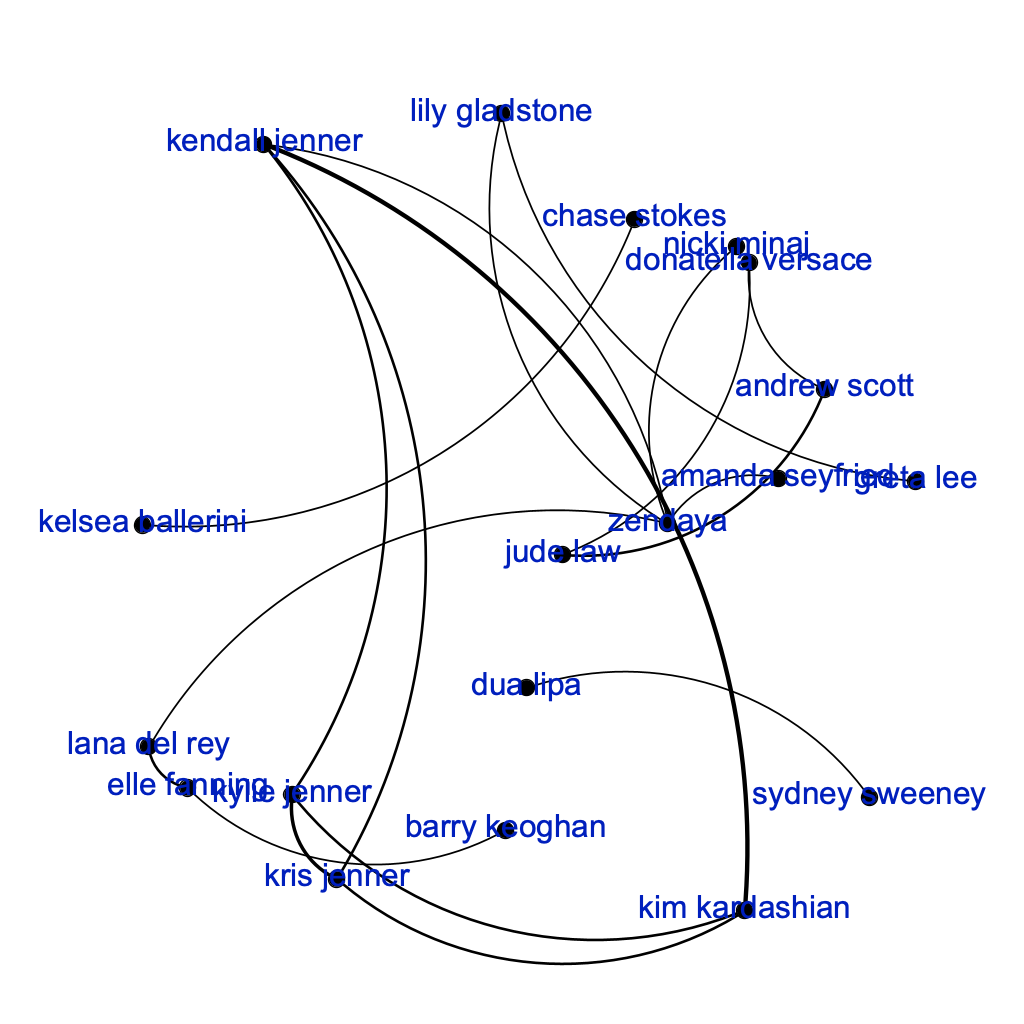 lily gladstone
kendall jenner
chase stokes
nicki minaj
donatella versace
andrew scott
amanda seyfried
greta lee
kelsea ballerini
zendaya
jude law
dua lipa
lana del rey
elle fanning
kylie jenner
sydney sweeney
barry keoghan
kris jenner
kim kardashian